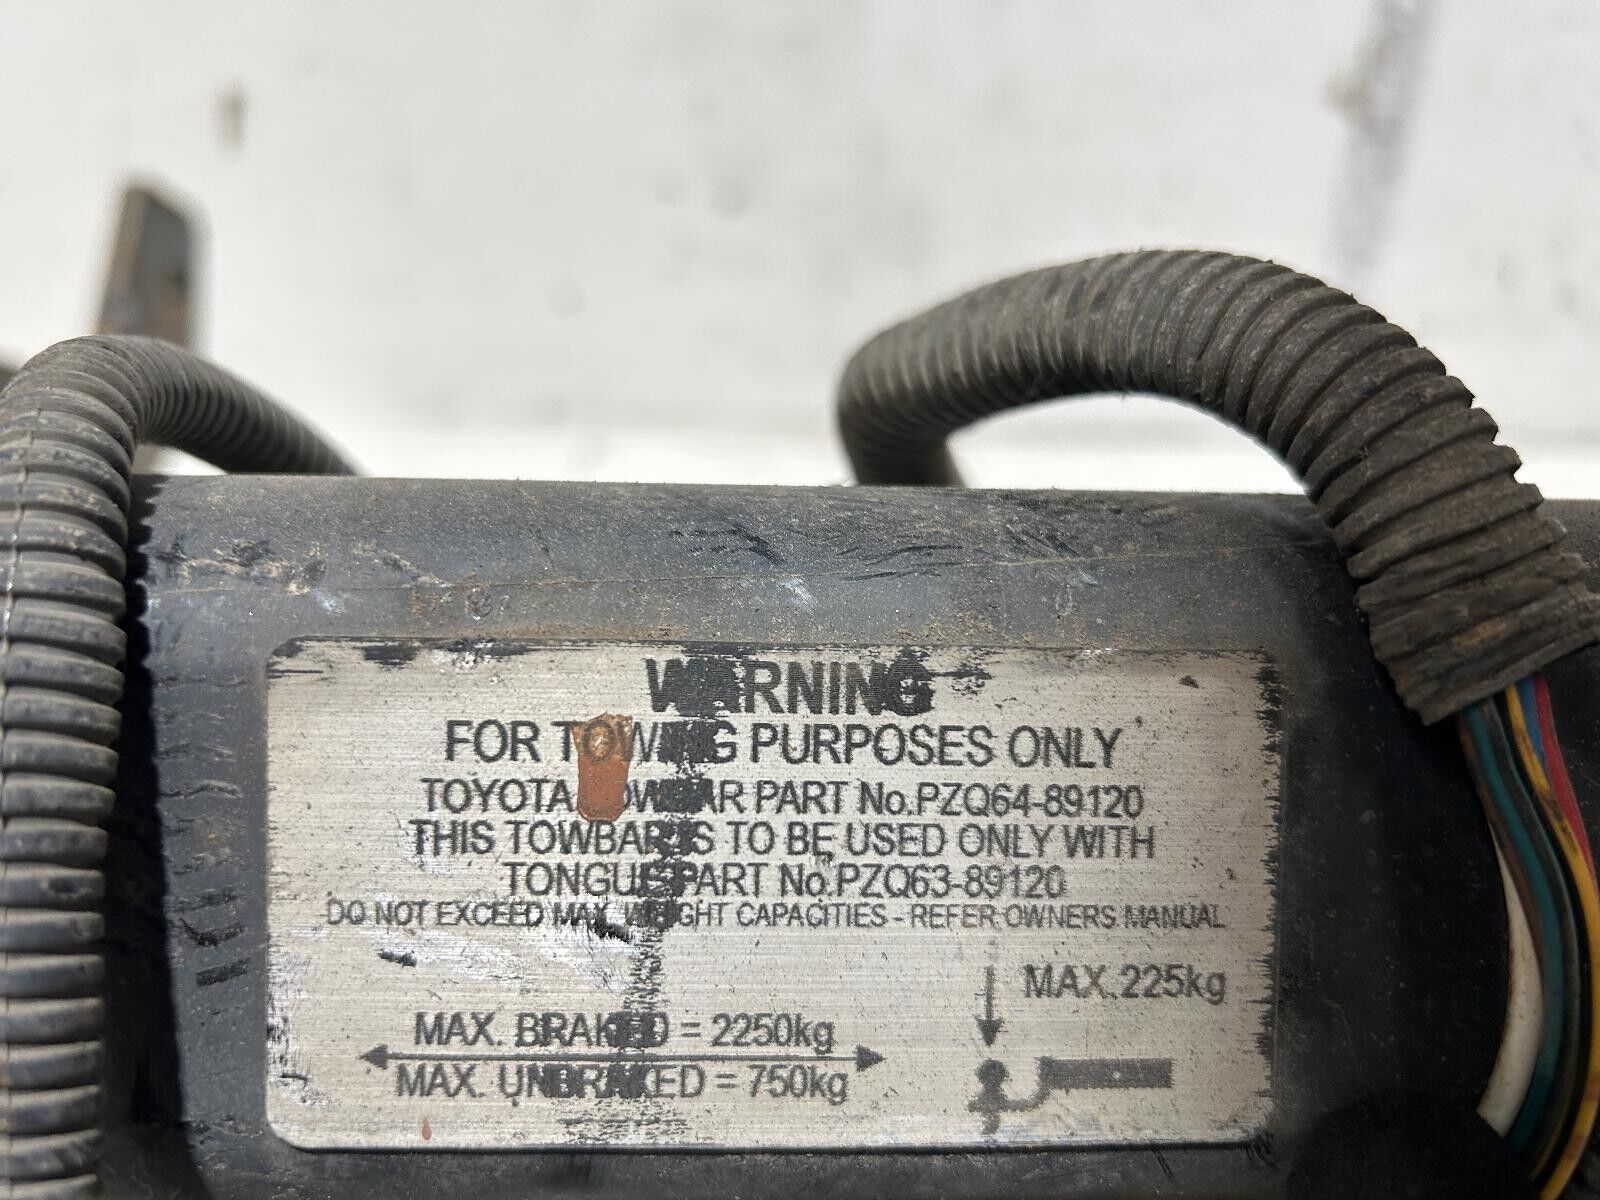 WARNING
FOR TOWING PURPOSES ONLY
TOYOTA TOWBAR PART No.PZQ64-89120
THIS TOWBAR IS TO BE USED ONLY WITH
TONGUE PART No.PZQ63-89120
DO NOT EXCEED MAX. WEIGHT CAPACITIES - REFER OWNERS MANUAL
MAX.225kg
MAX. BRAKED = 2250kg
MAX. UNBRAKED = 750kg